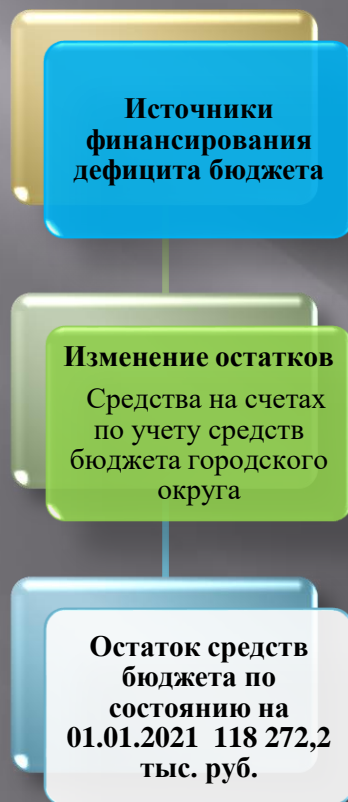 Источники
финансирования
дефицита бюджета
Изменение остатков
Средства на счетах
по учету средств
бюджета городского
округа
Остаток средств
бюджета по
состоянию на
01.01.2021 118 272,2
тыс. руб.